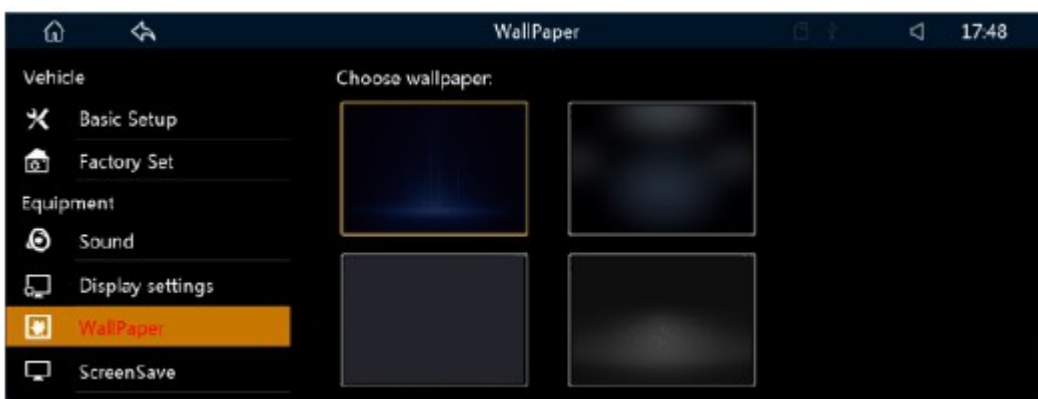 WallPaper
17:48
Vehicle
Basic Setup
Factory Set
Equipment
Sound
Display settings
WallPaper
ScreenSave
Choose wallpaper: